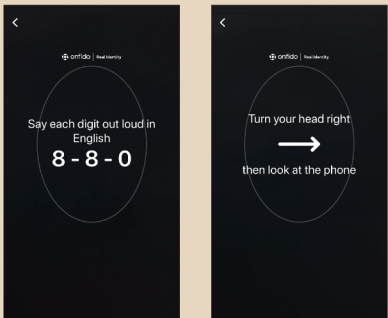 onfido | Real Identity
Say each digit out loud in
English
8 - 8 - 0
onfido | Real Identity
Turn your head right
then look at the phone